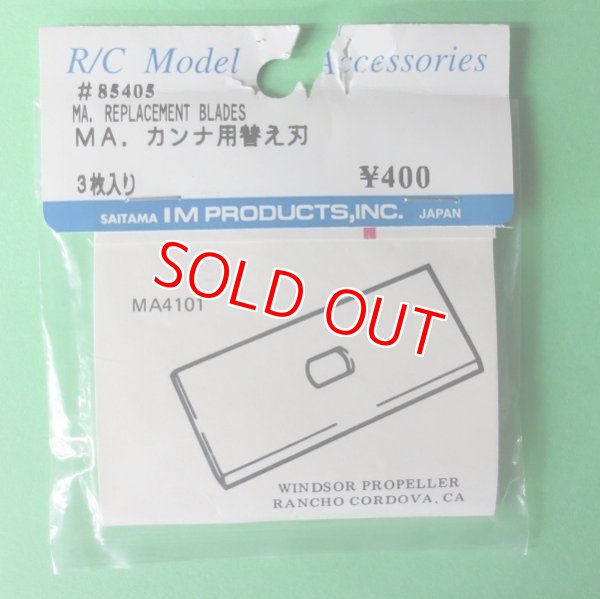 R/C Model Accessories
#85405
MA. REPLACEMENT BLADES
MA. カンナ用替え刃
3枚入り
¥400
SAITAMA IM PRODUCTS,INC. JAPAN
MA4101
SOLD OUT
WINDSOR PROPELLER
RANCHO CORDOVA, CA